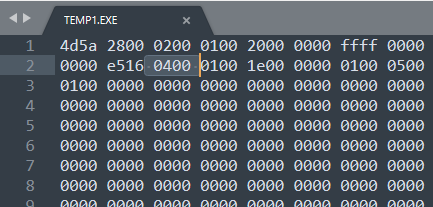 TEMP1.EXE ×
1 4d5a 2800 0200 0100 2000 0000 ffff 0000
2 0000 e516 0400 0100 1e00 0000 0100 0500
3 0100 0000 0000 0000 0000 0000 0000 0000
4 0000 0000 0000 0000 0000 0000 0000 0000
5 0000 0000 0000 0000 0000 0000 0000 0000
6 0000 0000 0000 0000 0000 0000 0000 0000
7 0000 0000 0000 0000 0000 0000 0000 0000
8 0000 0000 0000 0000 0000 0000 0000 0000
9 0000 0000 0000 0000 0000 0000 0000 0000